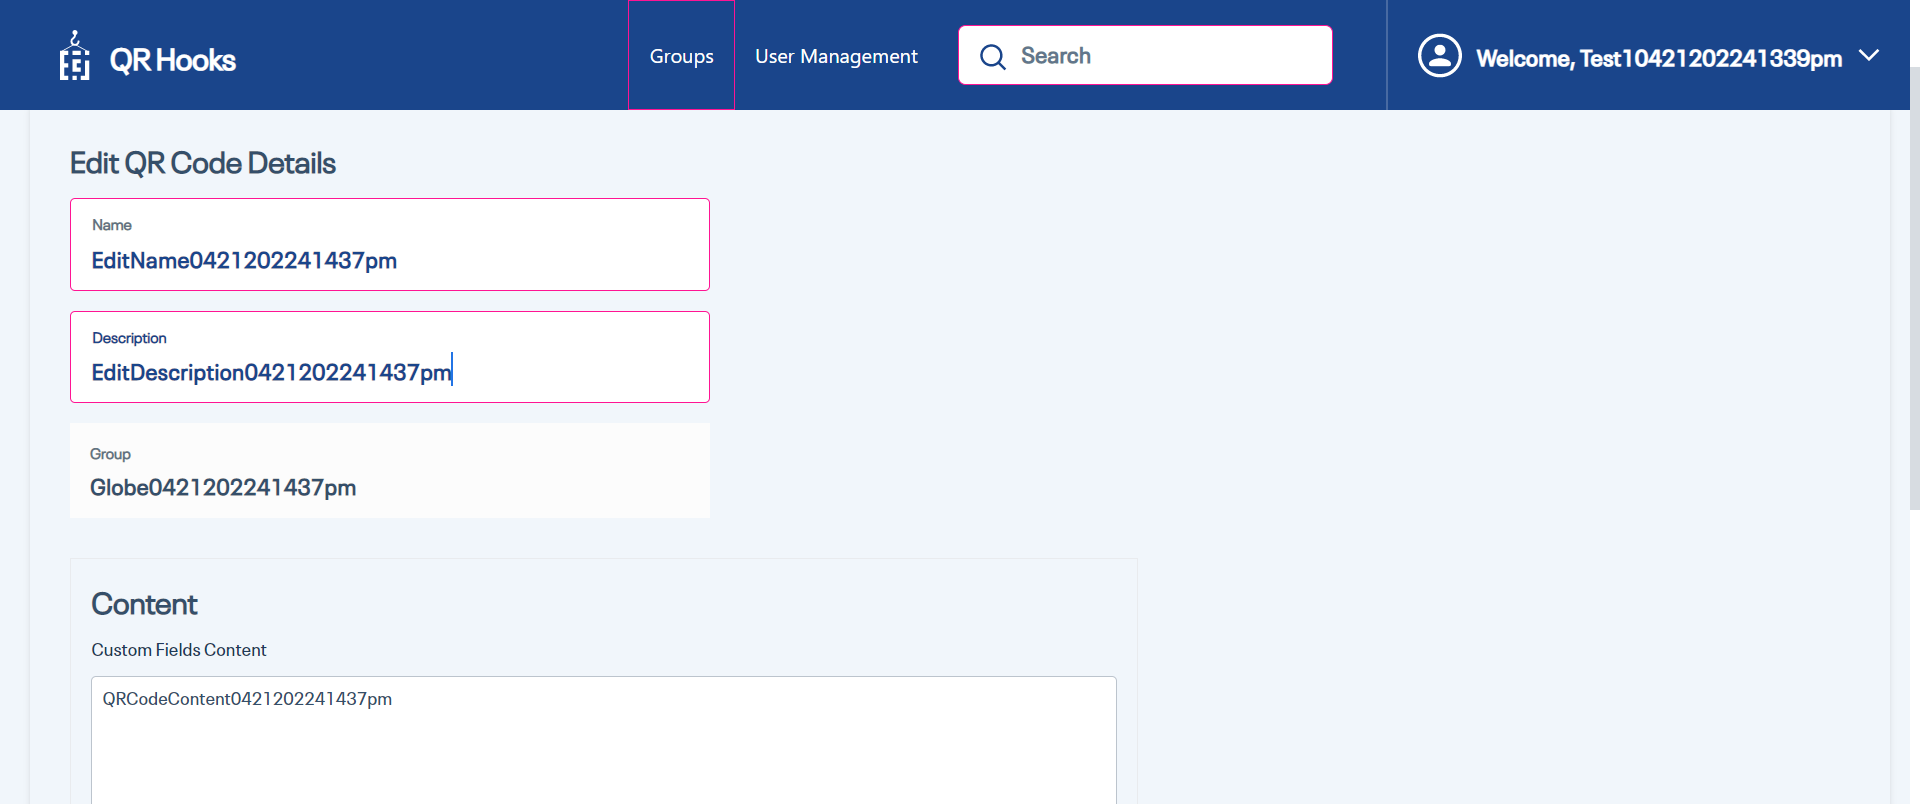 QR Hooks
Groups
User Management
Search
Welcome, Test10421202241339pm
Edit QR Code Details
Name
EditName0421202241437pm
Description
EditDescription0421202241437pm
Group
Globe0421202241437pm
Content
Custom Fields Content
QRCodeContent0421202241437pm